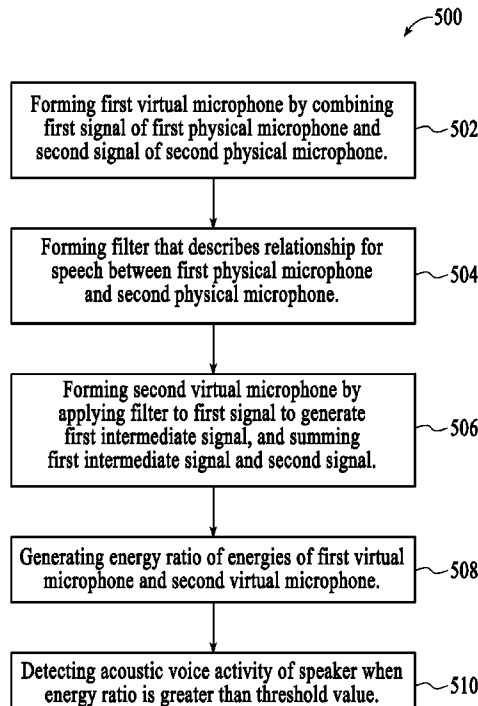 500
Forming first virtual microphone by combining
first signal of first physical microphone and
second signal of second physical microphone.
502
Forming filter that describes relationship for
speech between first physical microphone
and second physical microphone.
504
Forming second virtual microphone by
applying filter to first signal to generate
first intermediate signal, and summing
first intermediate signal and second signal.
506
Generating energy ratio of energies of first virtual
microphone and second virtual microphone.
508
Detecting acoustic voice activity of speaker when
energy ratio is greater than threshold value.
510